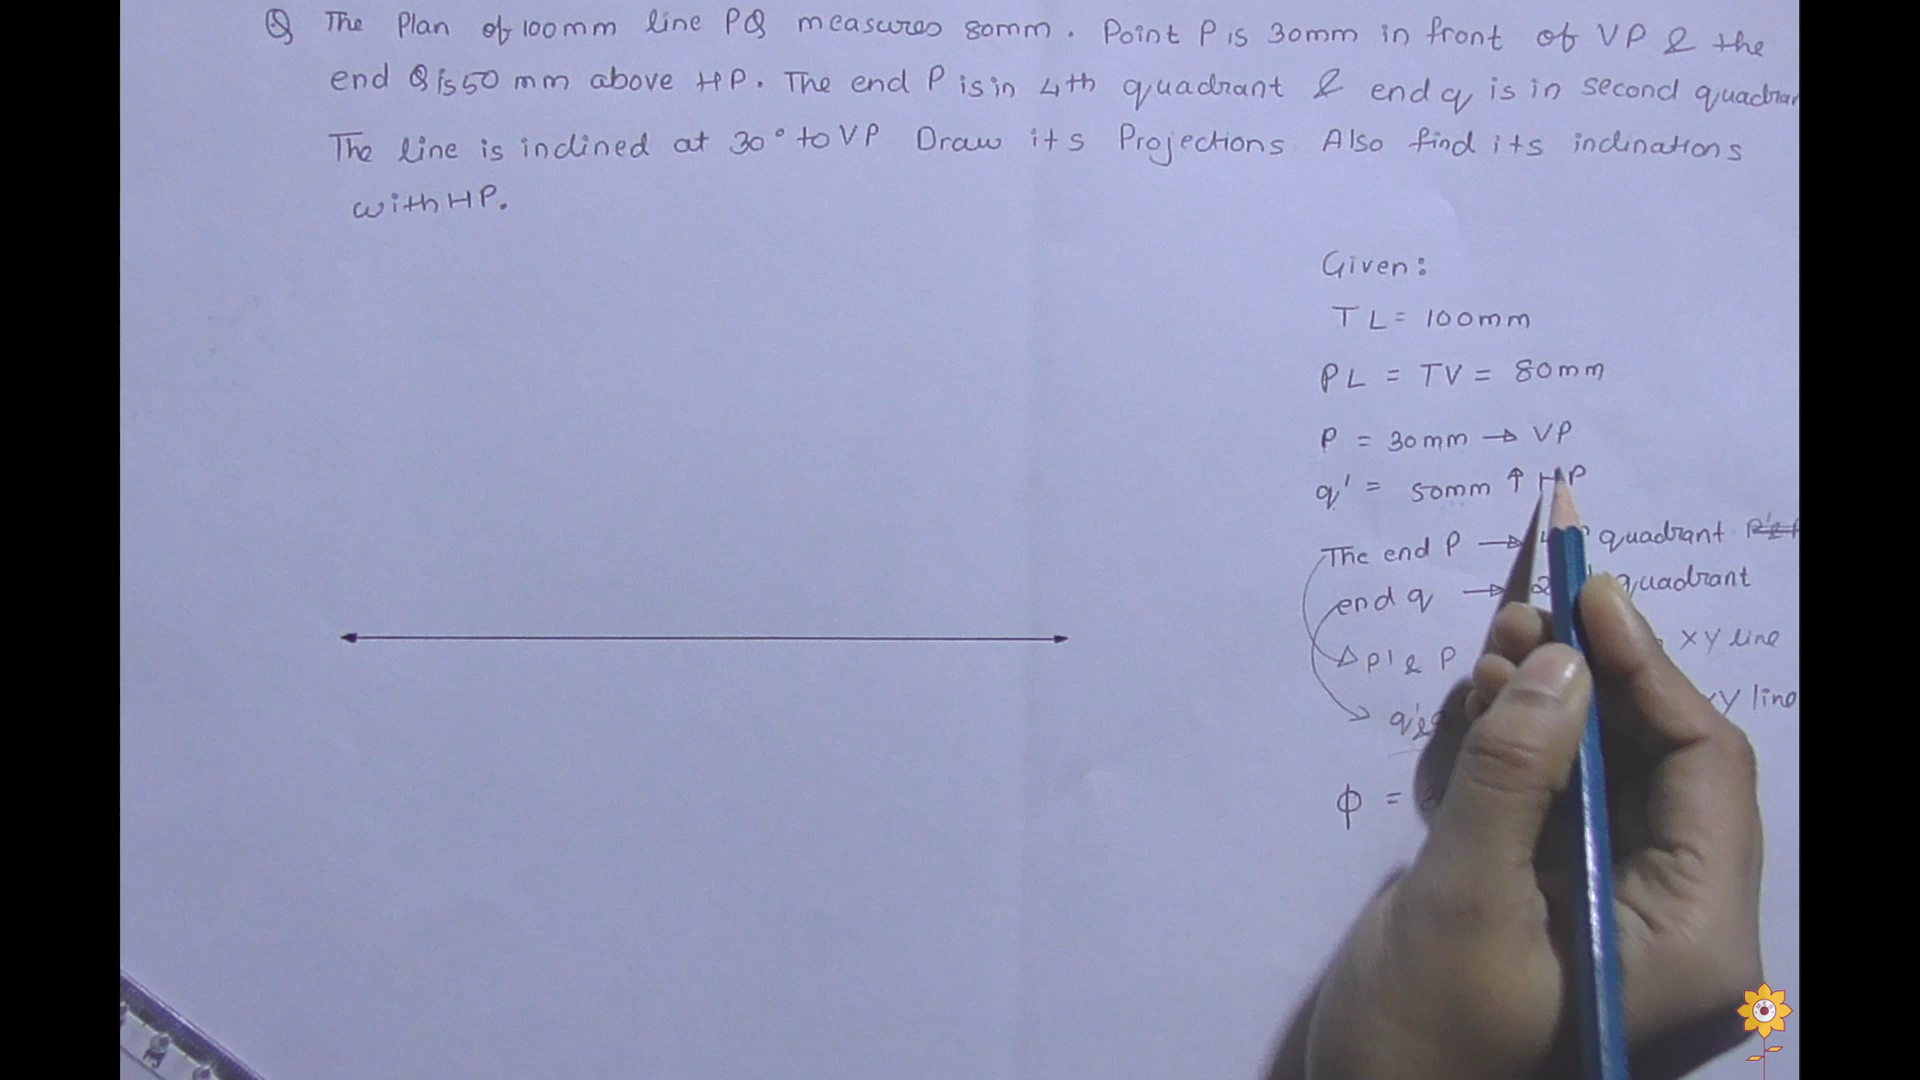 Q The Plan of 100mm line PQ measures 80mm. Point P is 30mm in front of VP & the
end Q is 50 mm above HP. The end P is in 4th quadrant & end q is in second
The line is inclined at 30° to VP Draw its Projections Also find its inclinations
with HP.
Given:
TL = 100mm
PL = TV = 80mm
P = 30mm → VP
q' = 50mm ↑ HP
The end P → quadrant
end q → quadrant
p' & P XY line
q' & XY line
φ =